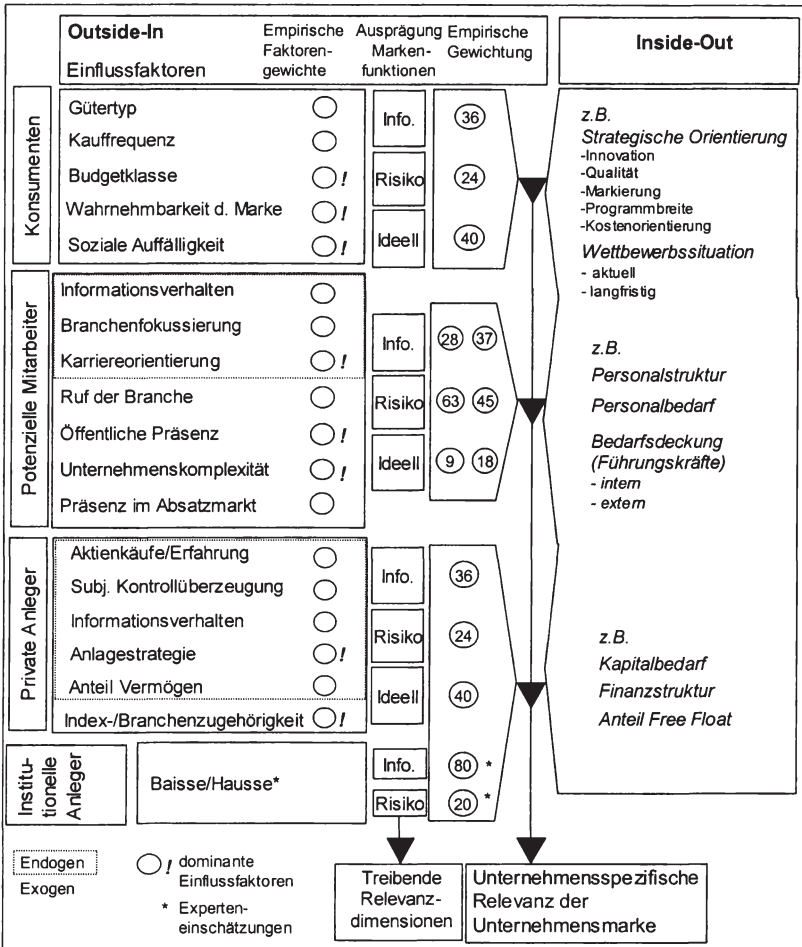 Outside-In
Einflussfaktoren
Empirische
Faktoren-
gewichte
Ausprägung
Marken-
funktionen
Empirische
Gewichtung
Inside-Out
Konsumenten
Gütertyp
Kauffrequenz
Budgetklasse !
Wahrnehmbarkeit d. Marke !
Soziale Auffälligkeit !
Info. 36
Risiko 24
Ideell 40
z.B.
Strategische Orientierung
-Innovation
-Qualität
-Markierung
-Programmbreite
-Kostenorientierung
Wettbewerbssituation
- aktuell
- langfristig
Potenzielle Mitarbeiter
Informationsverhalten
Branchenfokussierung
Karriereorientierung !
Ruf der Branche
Öffentliche Präsenz !
Unternehmenskomplexität !
Präsenz im Absatzmarkt
Info. 28 37
Risiko 63 45
Ideell 9 18
z.B.
Personalstruktur
Personalbedarf
Bedarfsdeckung
(Führungskräfte)
- intern
- extern
Private Anleger
Aktienkäufe/Erfahrung
Subj. Kontrollüberzeugung
Informationsverhalten
Anlagestrategie !
Anteil Vermögen
Index-/Branchenzugehörigkeit !
Info. 36
Risiko 24
Ideell 40
z.B.
Kapitalbedarf
Finanzstruktur
Anteil Free Float
Institu-
tionelle
Anleger
Baisse/Hausse*
Info. 80 *
Risiko 20 *
Endogen
Exogen
! dominante
Einflussfaktoren
* Experten-
einschätzungen
Treibende
Relevanz-
dimensionen
Unternehmensspezifische
Relevanz der
Unternehmensmarke